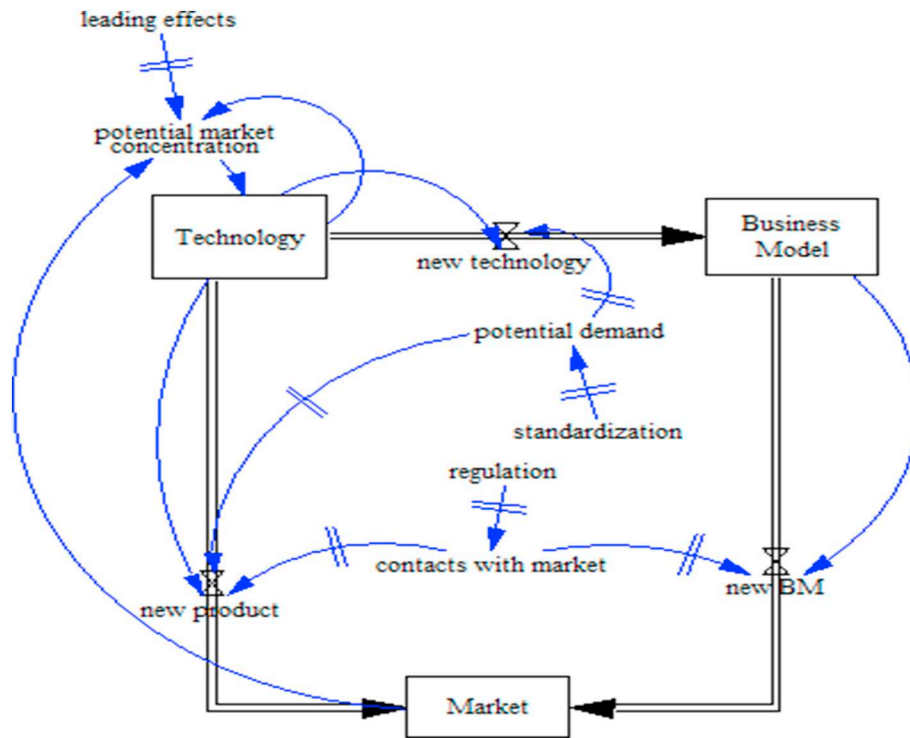 leading effects
potential market
concentration
Technology
Business
Model
new technology
potential demand
standardization
regulation
contacts with market
new product
new BM
Market